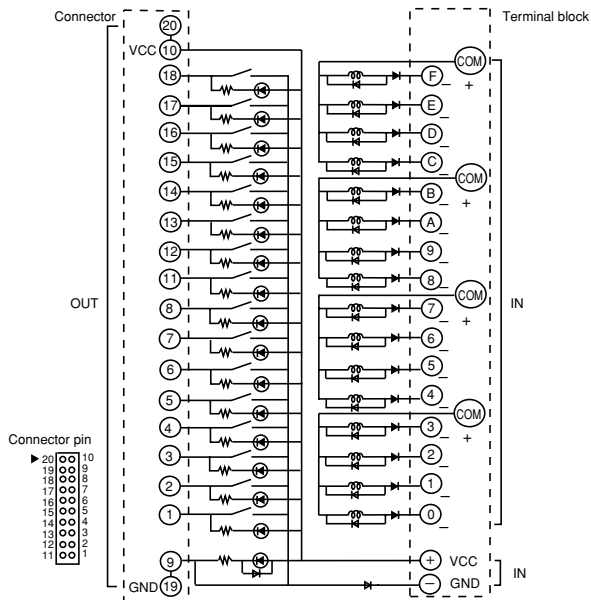 Connector
Terminal block
20
VCC 10
18
17
16
15
14
13
12
11
8
7
6
5
4
3
2
1
9
GND 19
OUT
COM
+
F –
E –
D –
C –
COM
+
B –
A –
9 –
8 –
COM
+
7 –
6 –
5 –
4 –
COM
+
3 –
2 –
1 –
0 –
IN
+ VCC
– GND
IN
Connector pin
20 10
19 9
18 8
17 7
16 6
15 5
14 4
13 3
12 2
11 1